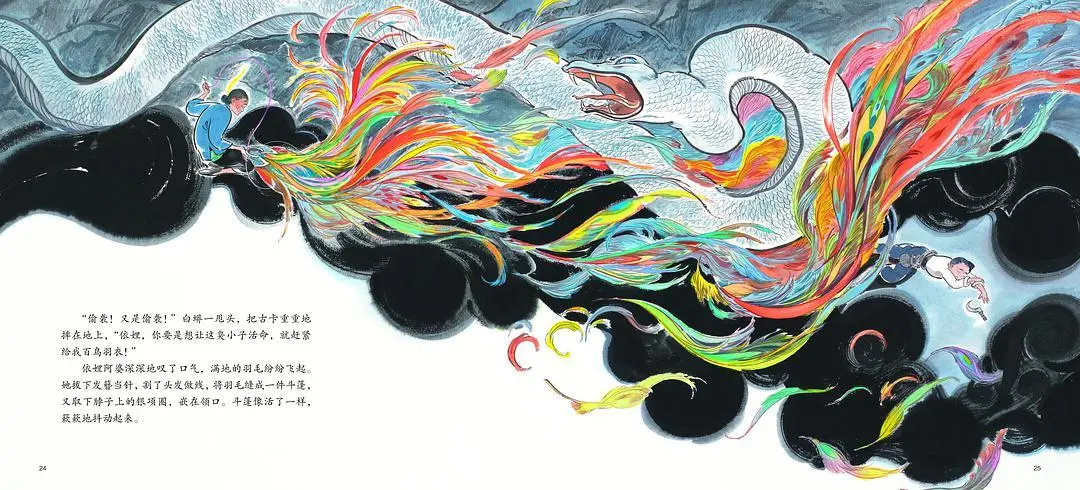 “偷袭！又是偷袭！”白蟒一甩头，把古卡重重地
摔在地上，“依娌，你要是想让这臭小子活命，就赶紧
给我百鸟羽衣！”
依娌阿婆深深地叹了口气，满地的羽毛纷纷飞起。
她拔下发簪当针，割了头发做线，将羽毛缝成一件斗篷，
又取下脖子上的银项圈，嵌在领口。斗篷像活了一样，
簌簌地抖动起来。
24
25